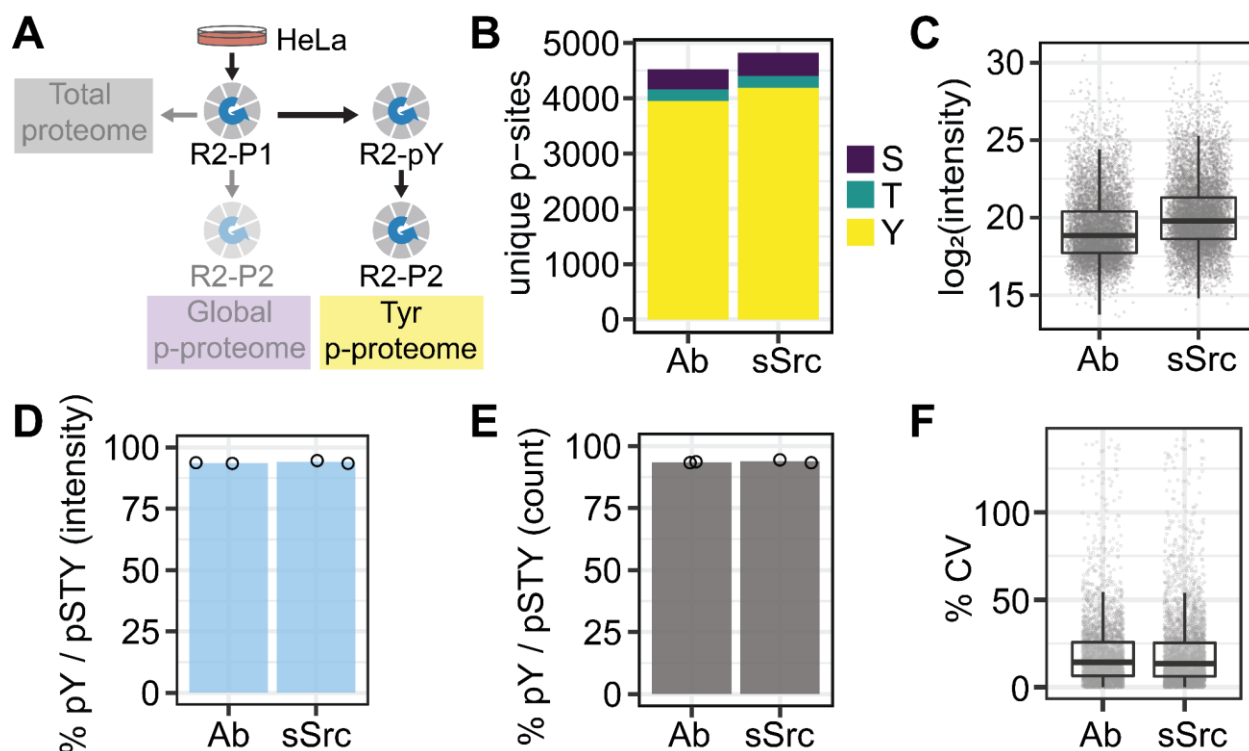 A
HeLa
Total
proteome
R2-P1
R2-pY
R2-P2
R2-P2
Global
p-proteome
Tyr
p-proteome
B
unique p-sites
5000
4000
3000
2000
1000
0
Ab
sSrc
S
T
Y
C
log₂(intensity)
30
25
20
15
Ab
sSrc
D
% pY / pSTY (intensity)
100
75
50
25
0
Ab
sSrc
E
% pY / pSTY (count)
100
75
50
25
0
Ab
sSrc
F
% CV
100
50
0
Ab
sSrc